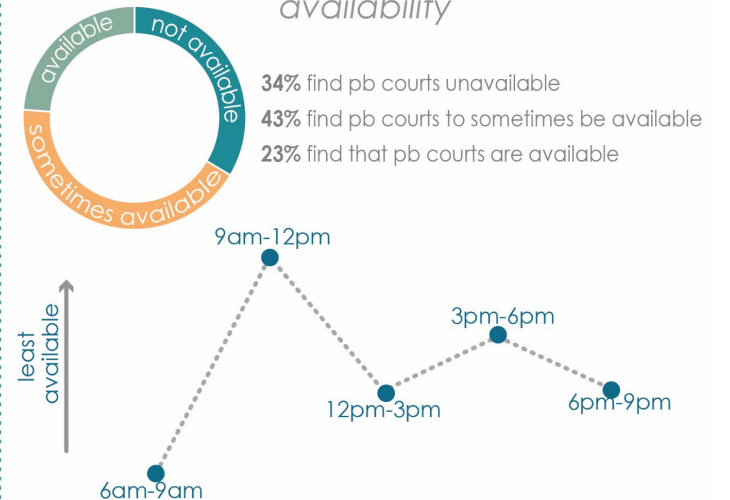 availability
available
not available
sometimes available
34% find pb courts unavailable
43% find pb courts to sometimes be available
23% find that pb courts are available
9am-12pm
3pm-6pm
least
available
12pm-3pm
6pm-9pm
6am-9am